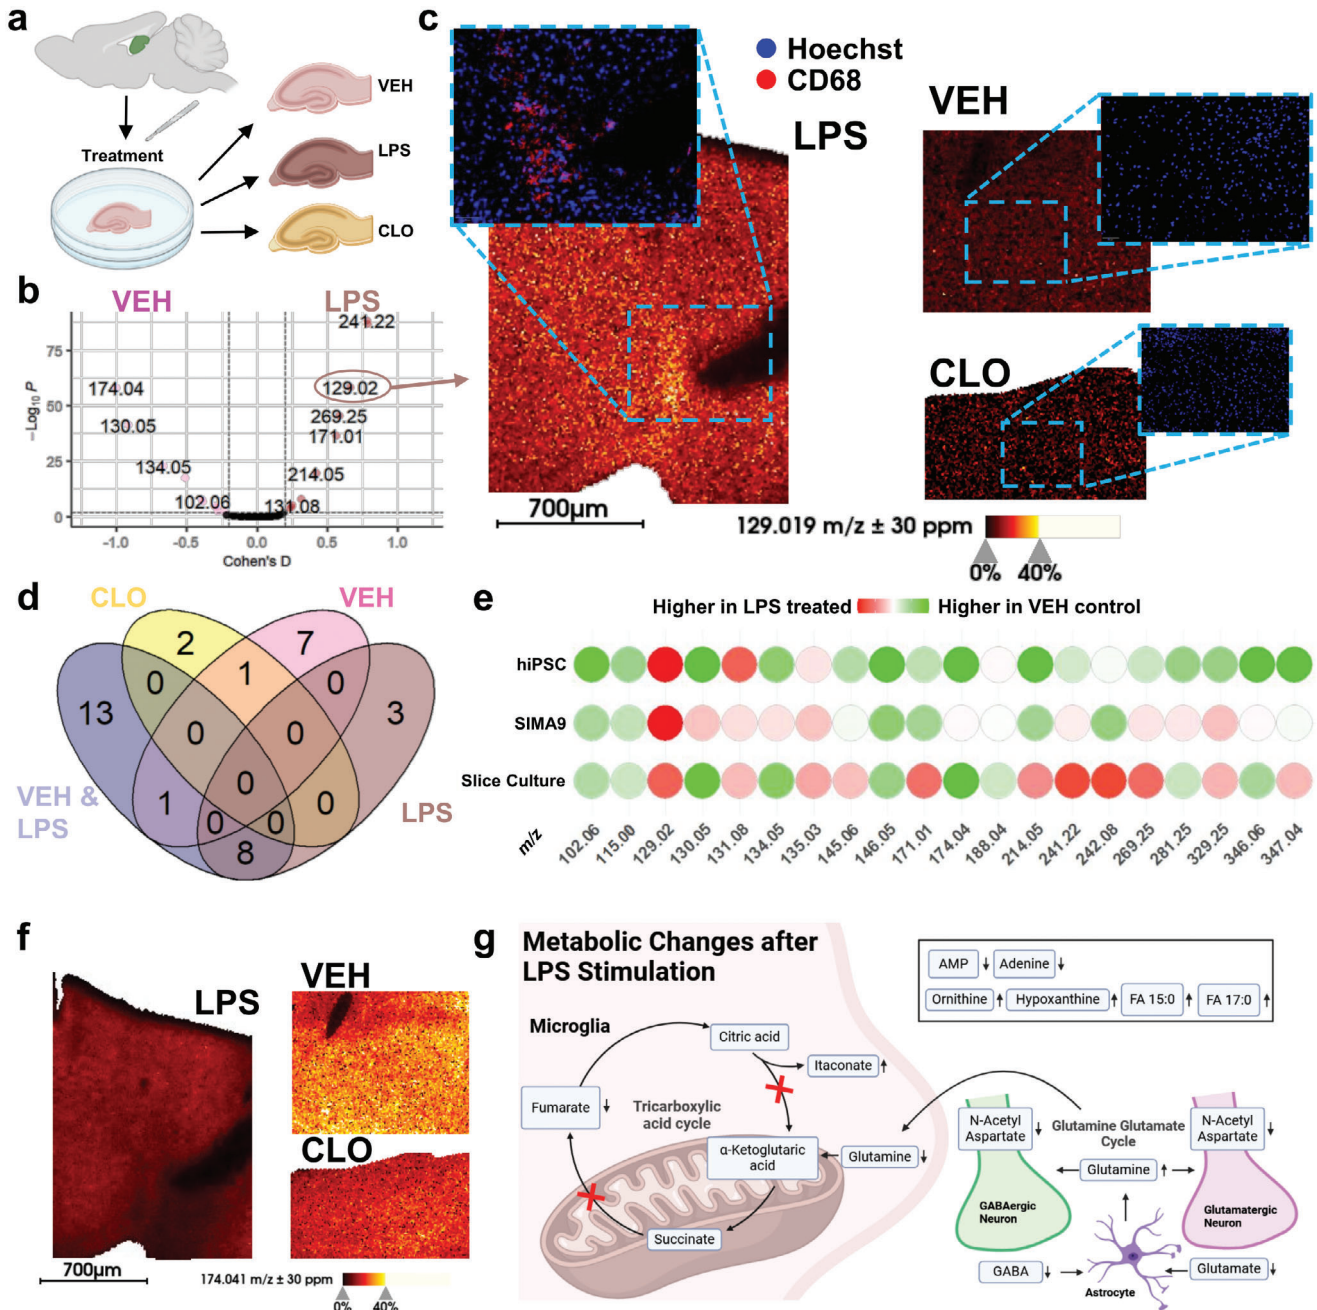 a
VEH
LPS
CLO
Treatment
b
VEH
LPS
241.22
174.04
129.02
130.05
269.25
171.01
134.05
214.05
102.06
131.08
75
50
25
0
-Log10 P
-1.0 -0.5 0.0 0.5 1.0
Cohen's D
c
Hoechst
CD68
LPS
VEH
CLO
700µm
129.019 m/z ± 30 ppm
0% 40%
d
CLO
VEH
VEH &
LPS
LPS
2
7
1
0
0
13
3
0
0
0
1
0
0
0
8
e
Higher in LPS treated
Higher in VEH control
hiPSC
SIMA9
Slice Culture
m/z
102.06 115.00 129.02 130.05 131.08 134.05 135.03 145.06 146.05 171.01 174.04 188.04 214.05 241.22 242.08 269.25 281.25 329.25 346.06 347.04
f
LPS
VEH
CLO
700µm
174.041 m/z ± 30 ppm
0% 40%
g
Metabolic Changes after
LPS Stimulation
Microglia
Citric acid
Itaconate
Fumarate
Tricarboxylic
acid cycle
α-Ketoglutaric
acid
Glutamine
Succinate
AMP Adenine
Ornithine Hypoxanthine FA 15:0 FA 17:0
N-Acetyl
Aspartate
Glutamine Glutamate
Cycle
N-Acetyl
Aspartate
Glutamine
GABAergic
Neuron
Glutamatergic
Neuron
GABA
Astrocyte
Glutamate